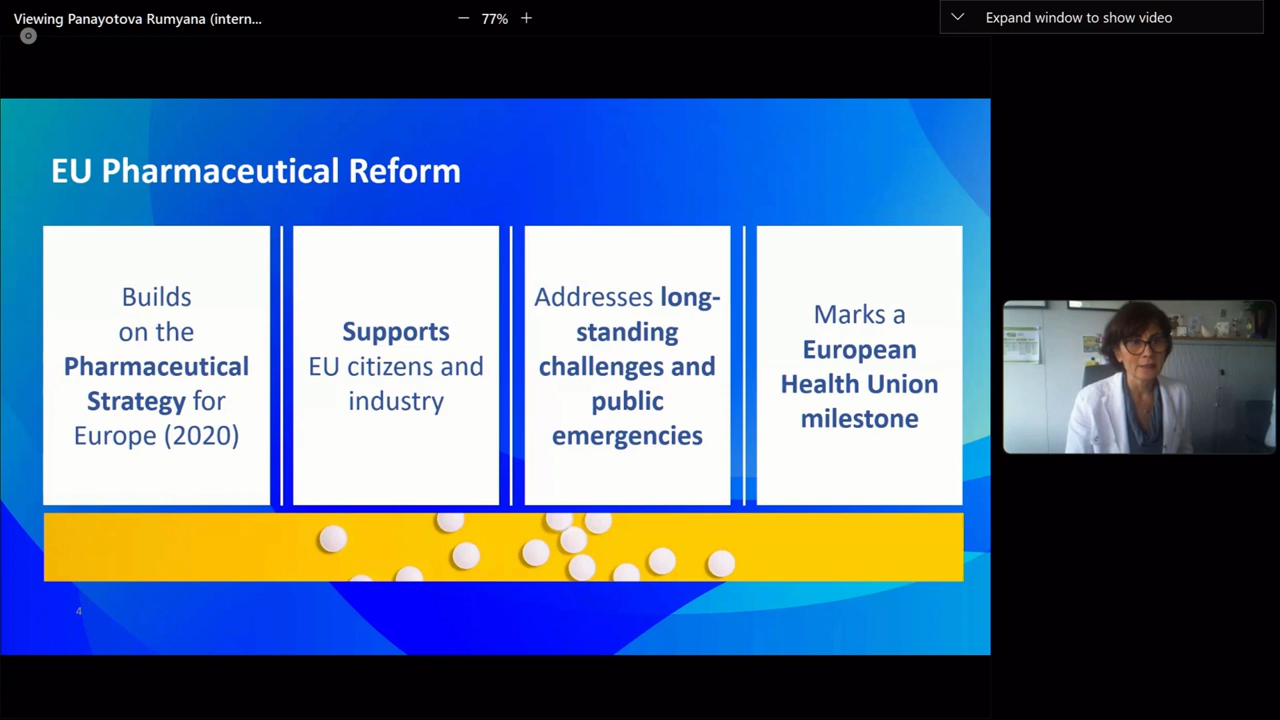 Viewing Panayotova Rumyana (intern...
77%
Expand window to show video
EU Pharmaceutical Reform
Builds
on the
Pharmaceutical
Strategy for
Europe (2020)
Supports
EU citizens and
industry
Addresses long-
standing
challenges and
public
emergencies
Marks a
European
Health Union
milestone
4